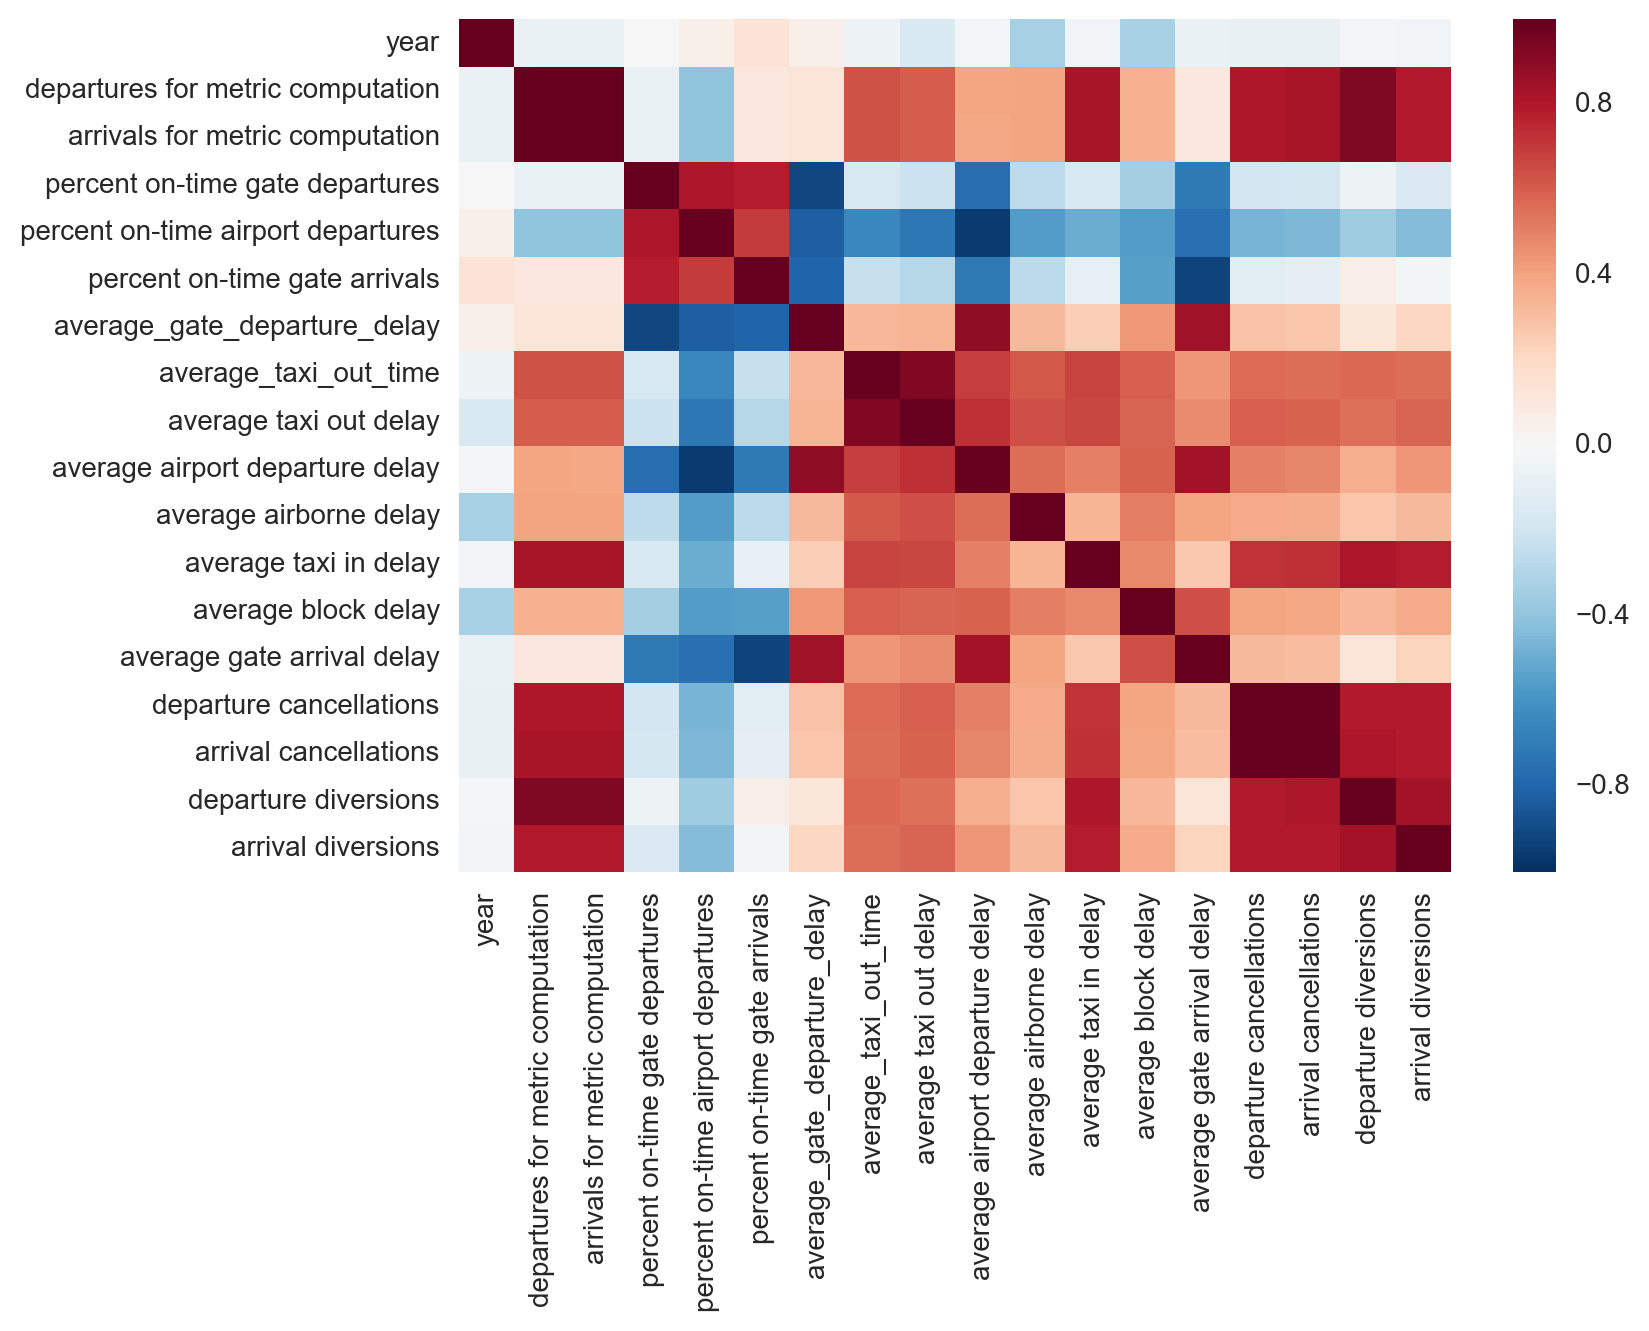 year
departures for metric computation
arrivals for metric computation
percent on-time gate departures
percent on-time airport departures
percent on-time gate arrivals
average_gate_departure_delay
average_taxi_out_time
average taxi out delay
average airport departure delay
average airborne delay
average taxi in delay
average block delay
average gate arrival delay
departure cancellations
arrival cancellations
departure diversions
arrival diversions
0.8
0.4
0.0
−0.4
−0.8
year
departures for metric computation
arrivals for metric computation
percent on-time gate departures
percent on-time airport departures
percent on-time gate arrivals
average_gate_departure_delay
average_taxi_out_time
average taxi out delay
average airport departure delay
average airborne delay
average taxi in delay
average block delay
average gate arrival delay
departure cancellations
arrival cancellations
departure diversions
arrival diversions